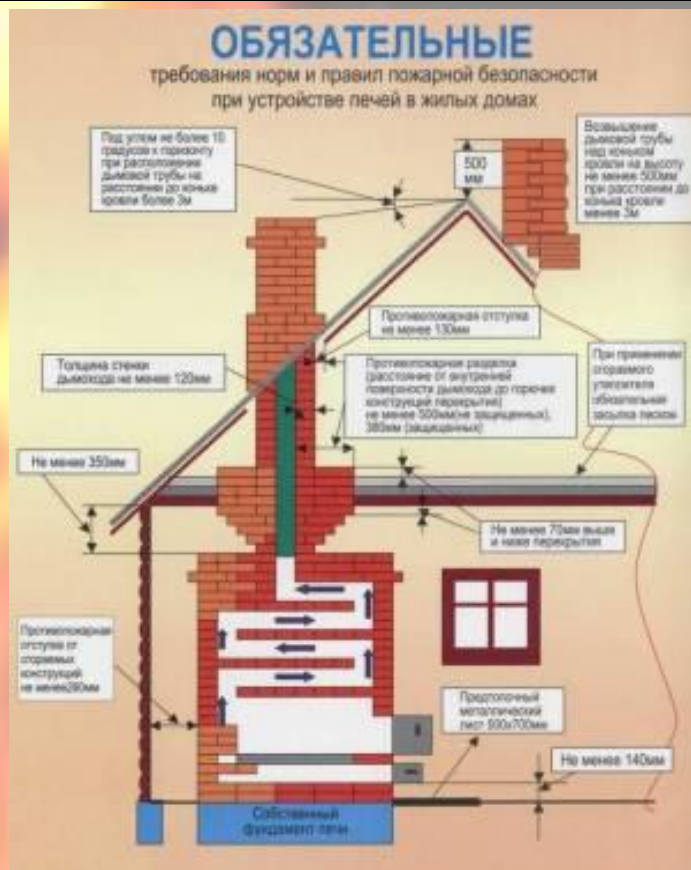 ОБЯЗАТЕЛЬНЫЕ
требования норм и правил пожарной безопасности
при устройстве печей в жилых домах
Под углом не более 10
градусов к горизонту
при расположении
дымовой трубы на
расстоянии до конька
кровли более 3м
500
мм
Возвышение
дымовой трубы
над коньком
кровли на высоту
не менее 500мм
при расстоянии до
конька кровли
менее 3м
Противопожарная отступка
не менее 130мм
Толщина стенки
дымохода не менее 120мм
Противопожарная разделка
(расстояние от внутренней
поверхности дымохода до горючих
конструкций перекрытия)
не менее 500мм(не защищенных),
380мм (защищенных)
При применении
сгораемого
утеплителя
обязательная
засыпка песком
Не менее 350мм
Не менее 70мм выше
и ниже перекрытия
Противопожарная
отступка от
сгораемых
конструкций
не менее260мм
Предтопочный
металлический
лист 500х700мм
Не менее 140мм
Собственный
фундамент печи